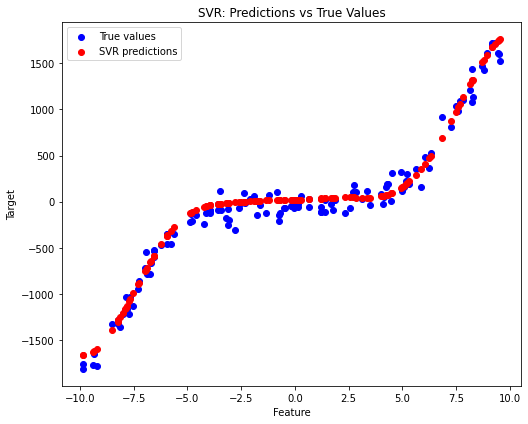 SVR: Predictions vs True Values
True values
SVR predictions
1500
1000
500
0
−500
−1000
−1500
Target
−10.0 −7.5 −5.0 −2.5 0.0 2.5 5.0 7.5 10.0
Feature